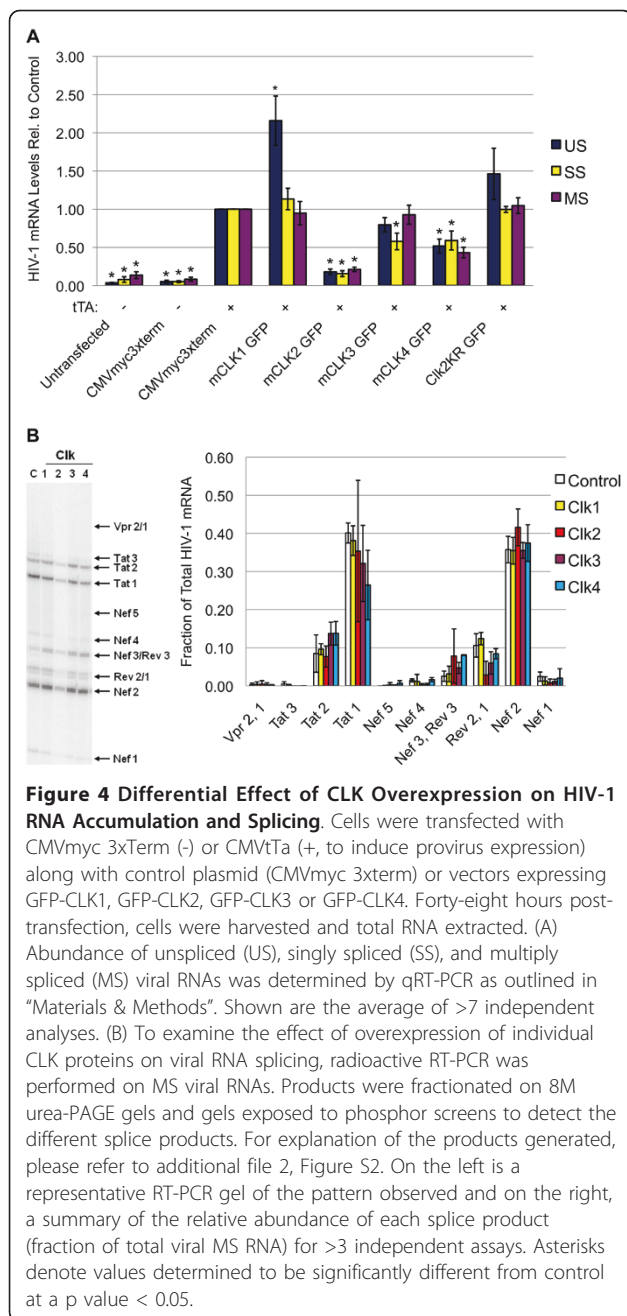 A
HIV-1 mRNA Levels Rel. to Control
3.00
2.50
2.00
1.50
1.00
0.50
0.00
*
* * *
* * *
* * *
*
* * *
US
SS
MS
tTA: - - + + + + + +
Untransfected
CMVmyc3xterm
CMVmyc3xterm
mCLK1 GFP
mCLK2 GFP
mCLK3 GFP
mCLK4 GFP
Clk2KR GFP
B
Clk
C 1 2 3 4
Vpr 2/1
Tat 3
Tat 2
Tat 1
Nef 5
Nef 4
Nef 3/Rev 3
Rev 2/1
Nef 2
Nef 1
Fraction of Total HIV-1 mRNA
0.60
0.50
0.40
0.30
0.20
0.10
0.00
Control
Clk1
Clk2
Clk3
Clk4
Vpr 2, 1
Tat 3
Tat 2
Tat 1
Nef 5
Nef 4
Nef 3, Rev 3
Rev 2, 1
Nef 2
Nef 1
Figure 4 Differential Effect of CLK Overexpression on HIV-1
RNA Accumulation and Splicing. Cells were transfected with
CMVmyc 3xTerm (-) or CMVtTa (+, to induce provirus expression)
along with control plasmid (CMVmyc 3xterm) or vectors expressing
GFP-CLK1, GFP-CLK2, GFP-CLK3 or GFP-CLK4. Forty-eight hours post-
transfection, cells were harvested and total RNA extracted. (A)
Abundance of unspliced (US), singly spliced (SS), and multiply
spliced (MS) viral RNAs was determined by qRT-PCR as outlined in
"Materials & Methods". Shown are the average of >7 independent
analyses. (B) To examine the effect of overexpression of individual
CLK proteins on viral RNA splicing, radioactive RT-PCR was
performed on MS viral RNAs. Products were fractionated on 8M
urea-PAGE gels and gels exposed to phosphor screens to detect the
different splice products. For explanation of the products generated,
please refer to additional file 2, Figure S2. On the left is a
representative RT-PCR gel of the pattern observed and on the right,
a summary of the relative abundance of each splice product
(fraction of total viral MS RNA) for >3 independent assays. Asterisks
denote values determined to be significantly different from control
at a p value < 0.05.